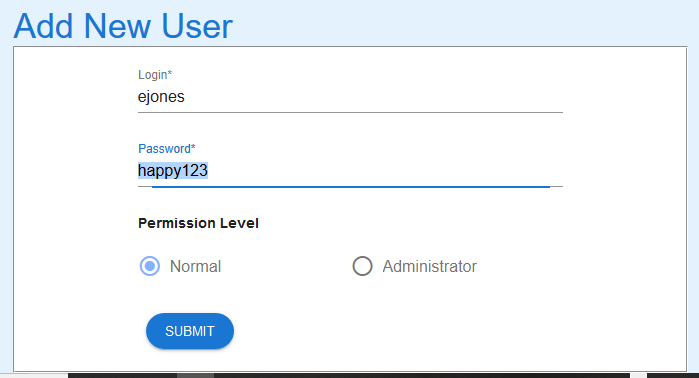 Add New User
Login*
ejones
Password*
happy123
Permission Level
Normal Administrator
SUBMIT